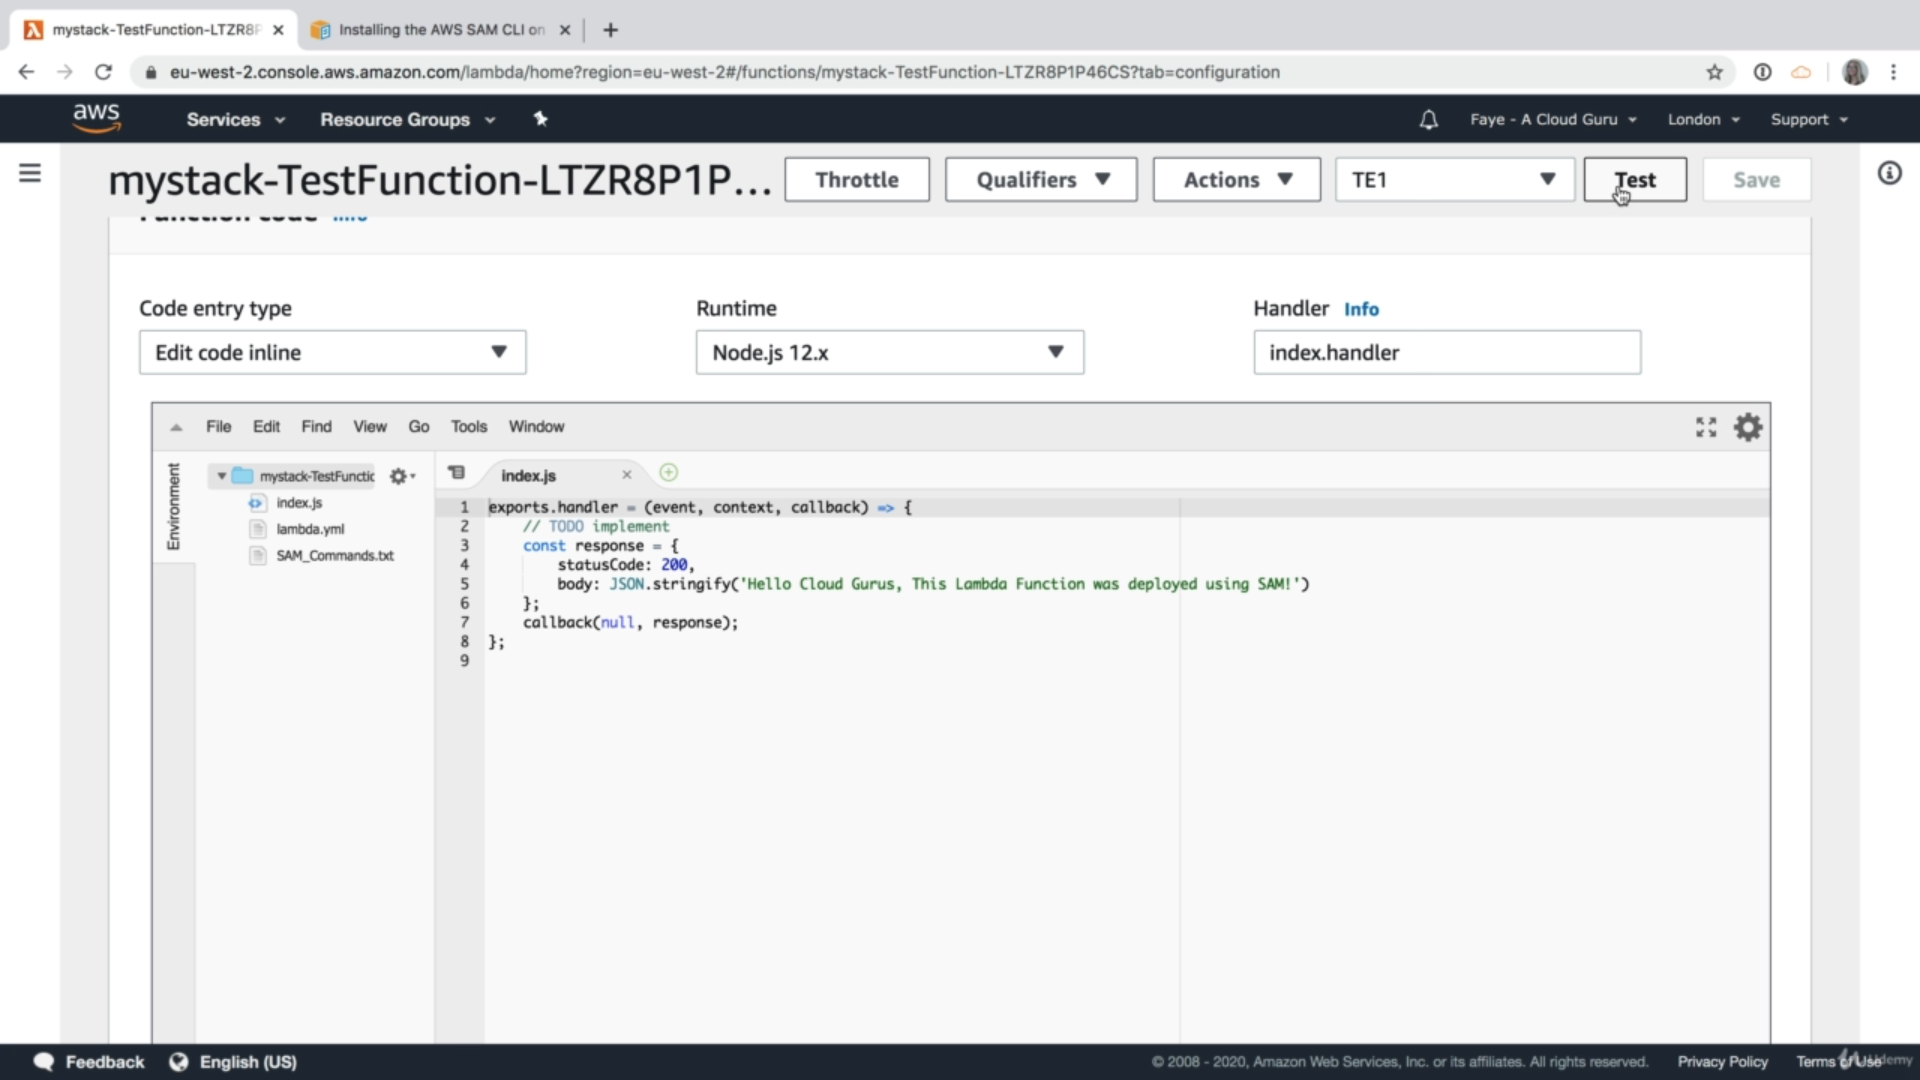 mystack-TestFunction-LTZR8P
Installing the AWS SAM CLI on
eu-west-2.console.aws.amazon.com/lambda/home?region=eu-west-2#/functions/mystack-TestFunction-LTZR8P1P46CS?tab=configuration
aws
Services
Resource Groups
Faye - A Cloud Guru
London
Support
mystack-TestFunction-LTZR8P1P...
Throttle
Qualifiers
Actions
TE1
Test
Save
Function code Info
Code entry type
Runtime
Handler Info
Edit code inline
Node.js 12.x
index.handler
File Edit Find View Go Tools Window
Environment
mystack-TestFunctic
index.js
lambda.yml
SAM_Commands.txt
index.js
1 exports.handler = (event, context, callback) => {
2 // TODO implement
3 const response = {
4 statusCode: 200,
5 body: JSON.stringify('Hello Cloud Gurus, This Lambda Function was deployed using SAM!')
6 };
7 callback(null, response);
8 };
9
Feedback
English (US)
© 2008 - 2020, Amazon Web Services, Inc. or its affiliates. All rights reserved.
Privacy Policy
Terms of Use